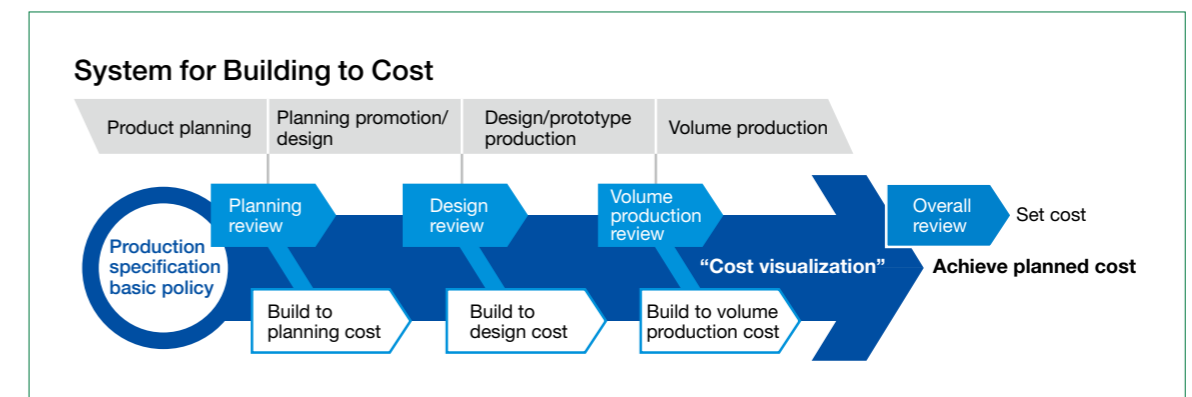 System for Building to Cost
Product planning
Planning promotion/
design
Design/prototype
production
Volume production
Planning
review
Design
review
Volume
production
review
Overall
review
Set cost
Production
specification
basic policy
“Cost visualization”
Achieve planned cost
Build to
planning cost
Build to
design cost
Build to volume
production cost